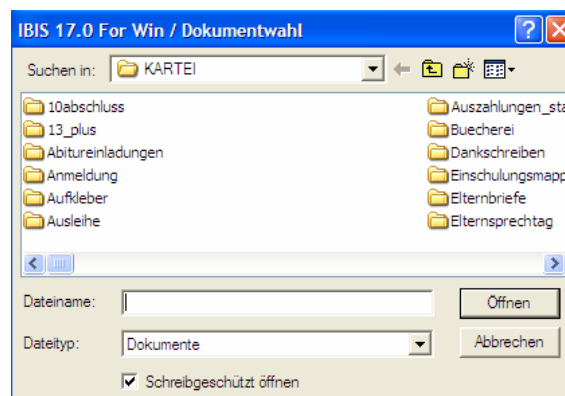 IBIS 17.0 For Win / Dokumentwahl
Suchen in: KARTEI
10abschluss
13_plus
Abitureinladungen
Anmeldung
Aufkleber
Ausleihe
Auszahlungen_sta
Buecherei
Dankschreiben
Einschulungsmapp
Elternbriefe
Elternsprechtag
Dateiname:
Öffnen
Dateityp: Dokumente
Abbrechen
Schreibgeschützt öffnen